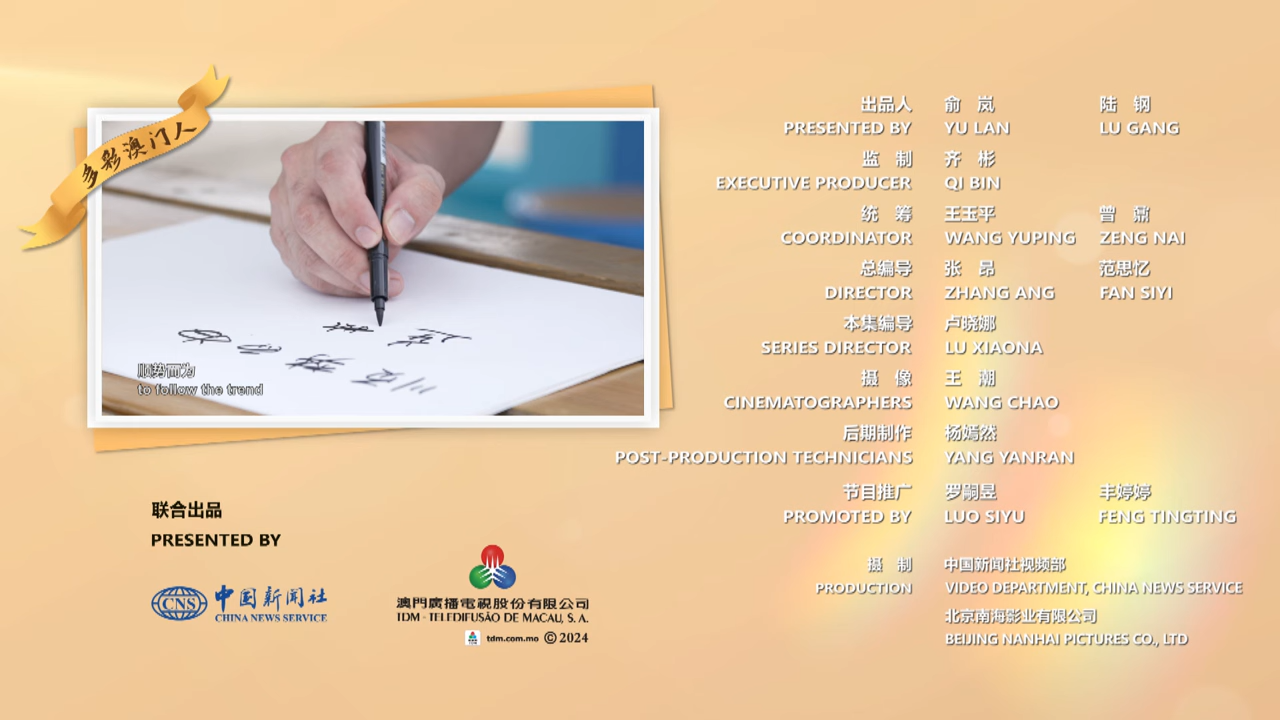 多彩澳门人
顺势而为
to follow the trend
出品人 俞 岚 陆 钢
PRESENTED BY YU LAN LU GANG
监 制 齐 彬
EXECUTIVE PRODUCER QI BIN
统 筹 王玉平 曾 鼐
COORDINATOR WANG YUPING ZENG NAI
总编导 张 昂 范思忆
DIRECTOR ZHANG ANG FAN SIYI
本集编导 卢晓娜
SERIES DIRECTOR LU XIAONA
摄 像 王 潮
CINEMATOGRAPHERS WANG CHAO
后期制作 杨嫣然
POST-PRODUCTION TECHNICIANS YANG YANRAN
节目推广 罗嗣昱 丰婷婷
PROMOTED BY LUO SIYU FENG TINGTING
摄 制 中国新闻社视频部
PRODUCTION VIDEO DEPARTMENT, CHINA NEWS SERVICE
北京南海影业有限公司
BEIJING NANHAI PICTURES CO., LTD
联合出品
PRESENTED BY
CNS 中国新闻社
CHINA NEWS SERVICE
澳門廣播電視股份有限公司
TDM - TELEDIFUSÃO DE MACAU, S. A.
tdm.com.mo © 2024